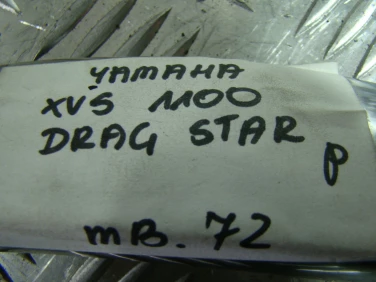 YAMAHA
XVS 1100
DRAG STAR
P
mB. 72